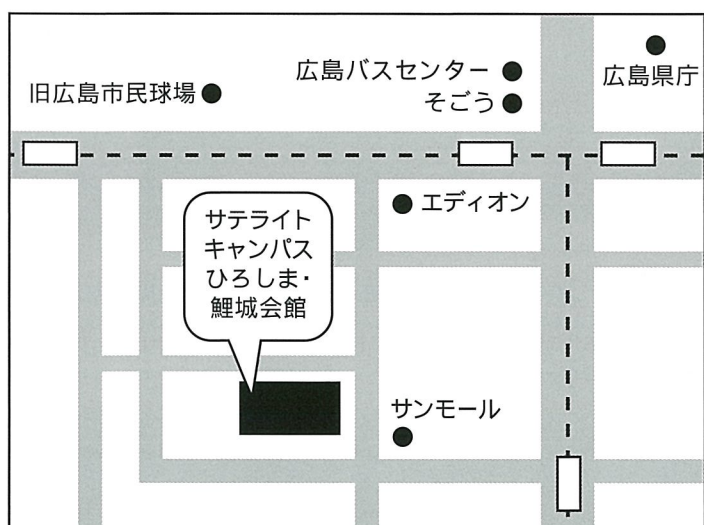 広島県庁
広島バスセンター
そごう
旧広島市民球場
エディオン
サテライト
キャンパス
ひろしま・
鯉城会館
サンモール